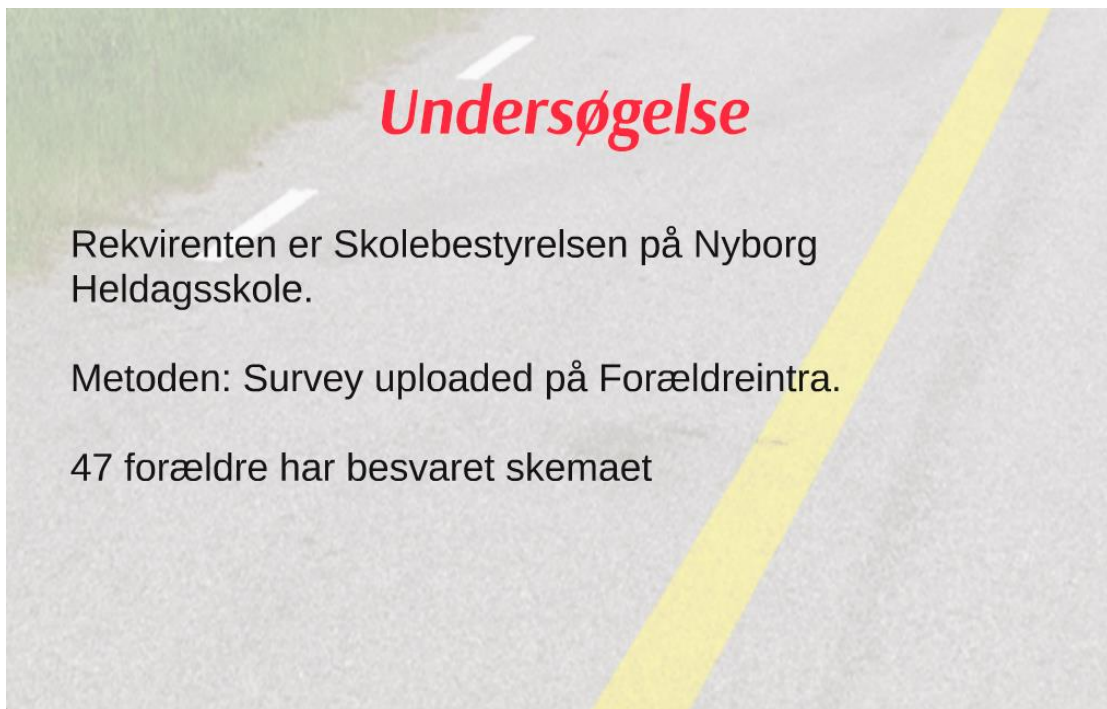 Undersøgelse
Rekvirenten er Skolebestyrelsen på Nyborg
Heldagsskole.
Metoden: Survey uploaded på Forældreintra.
47 forældre har besvaret skemaet